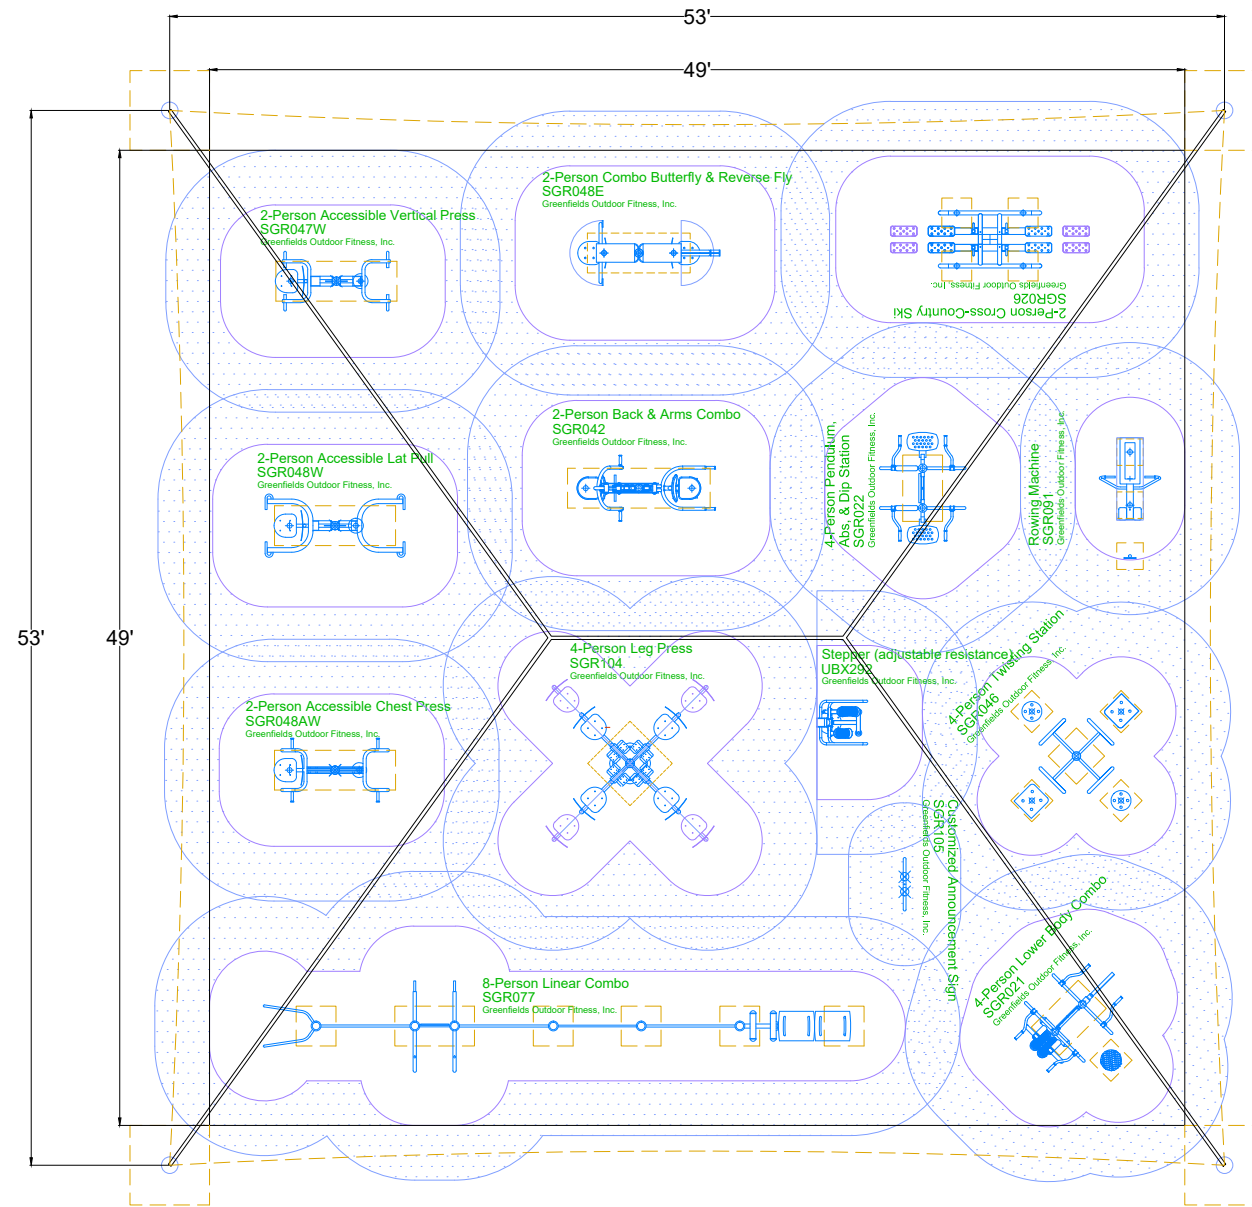 53'
49'
53'
49'
2-Person Accessible Vertical Press
SGR047W
Greenfields Outdoor Fitness, Inc.
2-Person Combo Butterfly & Reverse Fly
SGR048E
Greenfields Outdoor Fitness, Inc.
2-Person Cross-Country Ski
SGR026
Greenfields Outdoor Fitness, Inc.
2-Person Accessible Lat Pull
SGR048W
Greenfields Outdoor Fitness, Inc.
2-Person Back & Arms Combo
SGR042
Greenfields Outdoor Fitness, Inc.
4-Person Pendulum,
Abs, & Dip Station
SGR022
Greenfields Outdoor Fitness, Inc.
Rowing Machine
SGR091
Greenfields Outdoor Fitness, Inc.
2-Person Accessible Chest Press
SGR048AW
Greenfields Outdoor Fitness, Inc.
4-Person Leg Press
SGR104
Greenfields Outdoor Fitness, Inc.
Stepper (adjustable resistance)
UBX292
Greenfields Outdoor Fitness, Inc.
4-Person Twisting Station
SGR046
Greenfields Outdoor Fitness, Inc.
Customized Announcement Sign
SGR105
Greenfields Outdoor Fitness, Inc.
4-Person Lower Body Combo
SGR021
Greenfields Outdoor Fitness, Inc.
8-Person Linear Combo
SGR077
Greenfields Outdoor Fitness, Inc.